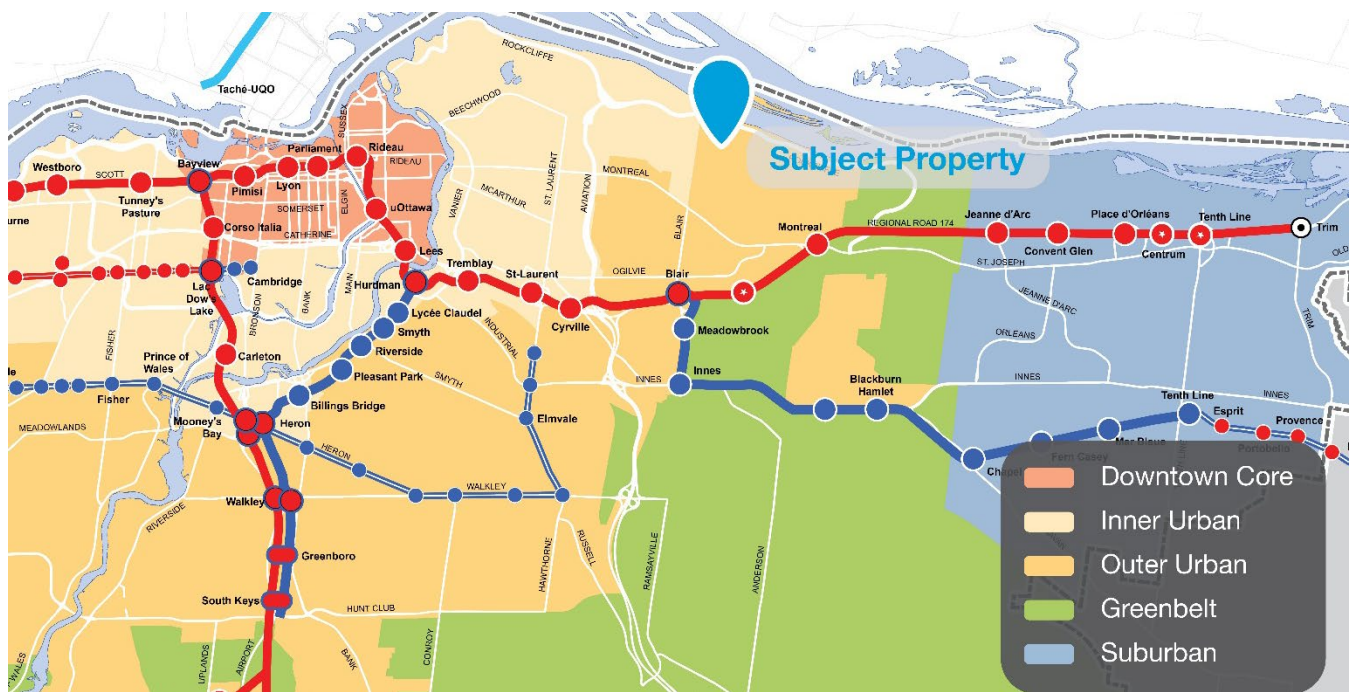 Taché-UQO
ROCKCLIFFE
BEECHWOOD
SUSSEX
Parliament
Rideau
RIDEAU
Bayview
Westboro
SCOTT
Tunney's
Pasture
Pimisi
Lyon
SOMERSET
ELGIN
uOttawa
CATHERINE
Corso Italia
VANIER
MCARTHUR
ST. LAURENT
AVIATION
MONTREAL
BLAIR
Subject Property
Montreal
REGIONAL ROAD 174
Jeanne d'Arc
Place d'Orléans
Tenth Line
Trim
Convent Glen
Centrum
ST. JOSEPH
OLD
Lees
Tremblay
St-Laurent
OGILVIE
Blair
Cyrville
Hurdman
Lac
Dow's
Lake
Cambridge
BRONSON
BANK
MAIN
Lycée Claudel
Smyth
Riverside
Pleasant Park
INDUSTRIAL
SMYTH
Meadowbrook
JEANNE D'ARC
ORLEANS
TRIM
FISHER
Prince of
Wales
Carleton
Fisher
Billings Bridge
INNES
Innes
Blackburn
Hamlet
INNES
INNES
Tenth Line
Esprit
Provence
Portobello
Mer Bleue
Fern Casey
Chapel
MEADOWLANDS
Mooney's
Bay
Heron
HERON
Elmvale
WALKLEY
Walkley
RIVERSIDE
Greenboro
South Keys
HUNT CLUB
HAWTHORNE
RUSSELL
RAMSAYVILLE
ANDERSON
UPLANDS
AIRPORT
BANK
CONROY
Downtown Core
Inner Urban
Outer Urban
Greenbelt
Suburban